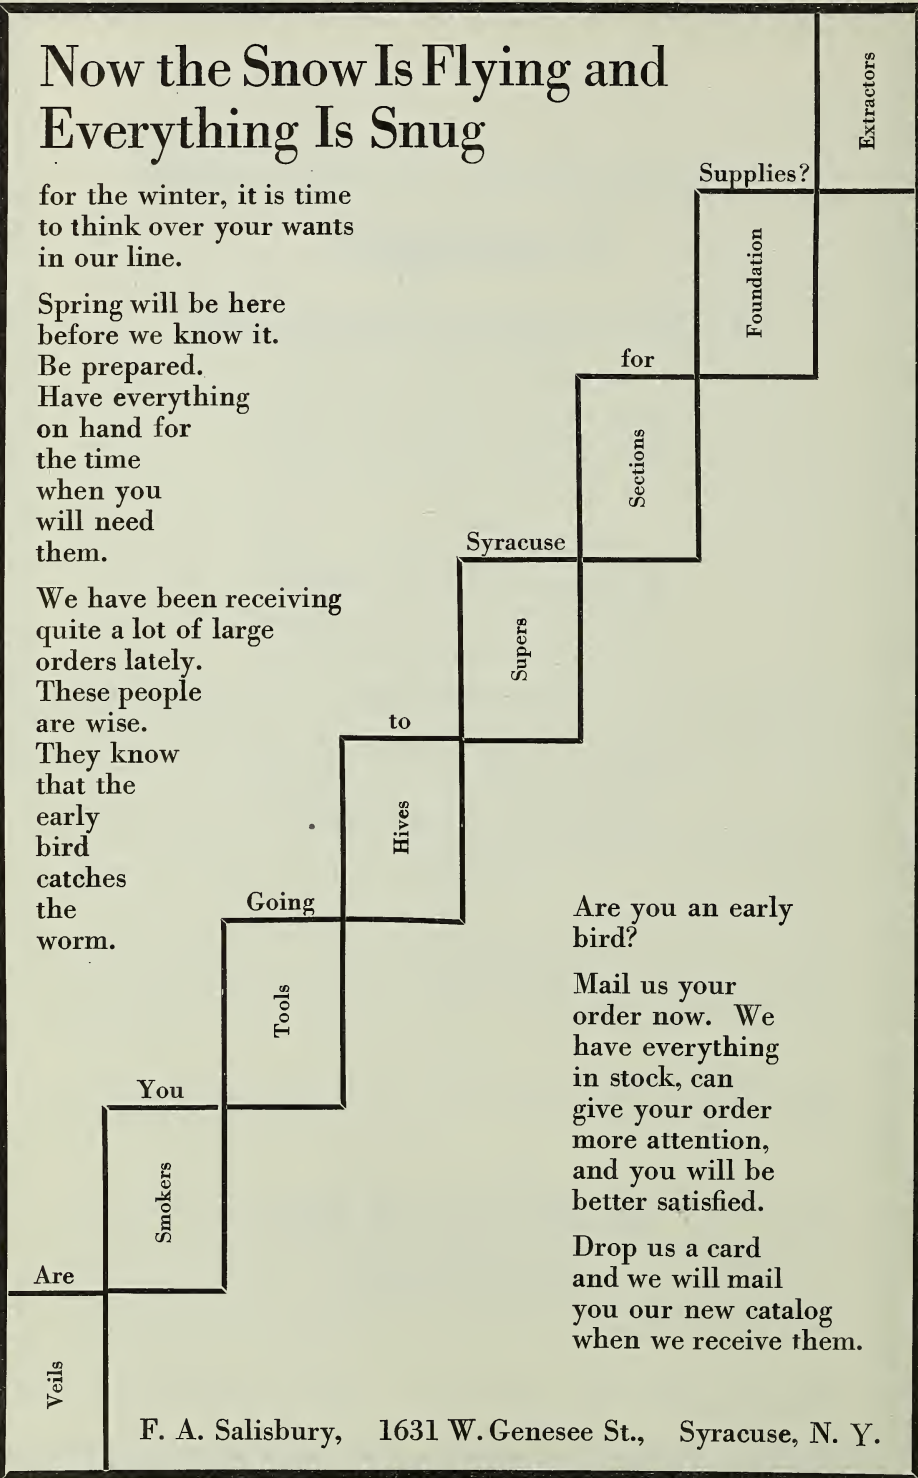 Now the Snow Is Flying and
Everything Is Snug
for the winter, it is time
to think over your wants
in our line.
Spring will be here
before we know it.
Be prepared.
Have everything
on hand for
the time
when you
will need
them.
We have been receiving
quite a lot of large
orders lately.
These people
are wise.
They know
that the
early
bird
catches
the
worm.
Are
You
Going
to
Syracuse
for
Supplies?
Veils
Smokers
Tools
Hives
Supers
Sections
Foundation
Extractors
Are you an early
bird?
Mail us your
order now. We
have everything
in stock, can
give your order
more attention,
and you will be
better satisfied.
Drop us a card
and we will mail
you our new catalog
when we receive them.
F. A. Salisbury, 1631 W. Genesee St., Syracuse, N. Y.